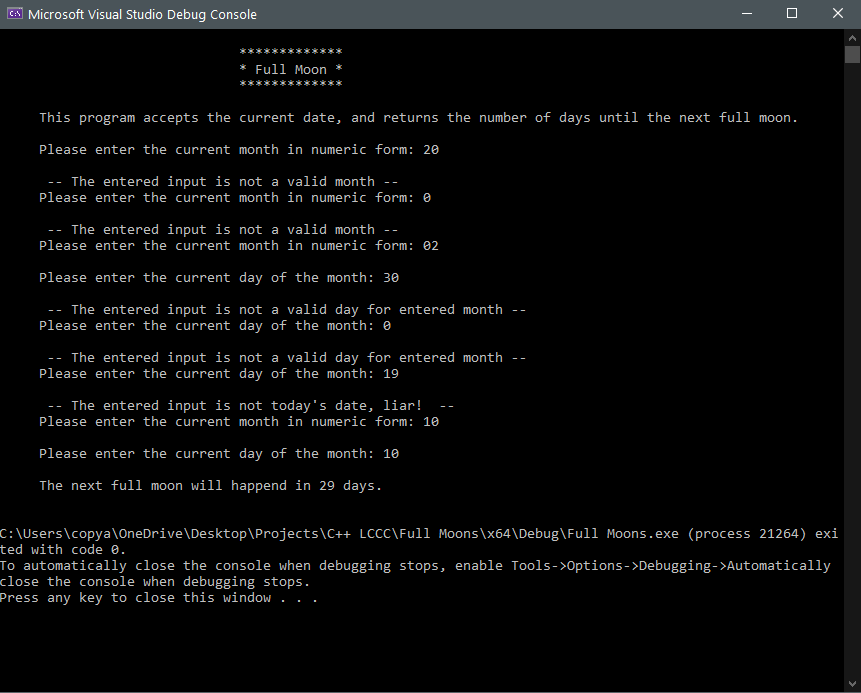 Microsoft Visual Studio Debug Console
*************
* Full Moon *
*************
This program accepts the current date, and returns the number of days until the next full moon.
Please enter the current month in numeric form: 20
-- The entered input is not a valid month --
Please enter the current month in numeric form: 0
-- The entered input is not a valid month --
Please enter the current month in numeric form: 02
Please enter the current day of the month: 30
-- The entered input is not a valid day for entered month --
Please enter the current day of the month: 0
-- The entered input is not a valid day for entered month --
Please enter the current day of the month: 19
-- The entered input is not today's date, liar!  --
Please enter the current month in numeric form: 10
Please enter the current day of the month: 10
The next full moon will happend in 29 days.
C:\Users\copya\OneDrive\Desktop\Projects\C++ LCCC\Full Moons\x64\Debug\Full Moons.exe (process 21264) exi
ted with code 0.
To automatically close the console when debugging stops, enable Tools->Options->Debugging->Automatically
close the console when debugging stops.
Press any key to close this window . . .